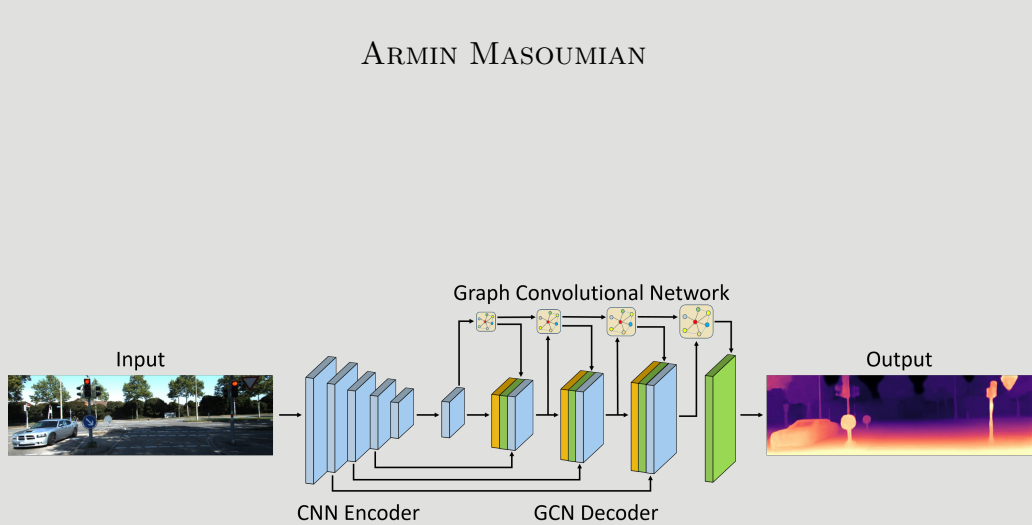 Armin Masoumian
Graph Convolutional Network
Input
Output
CNN Encoder
GCN Decoder